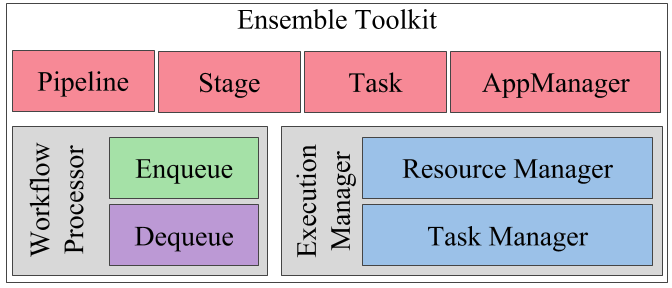 Ensemble Toolkit
Pipeline
Stage
Task
AppManager
Workflow
Processor
Enqueue
Dequeue
Execution
Manager
Resource Manager
Task Manager